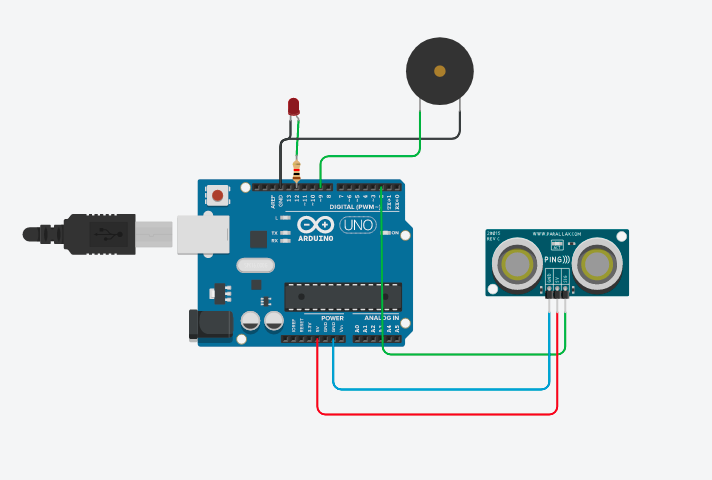 AREF
GND
13
12
~11
~10
~9
8
7
~6
~5
4
~3
2
TX→1
RX←0
DIGITAL (PWM~)
L
TX
RX
ARDUINO
UNO
ON
POWER
ANALOG IN
IOREF
RESET
3.3V
5V
GND
GND
Vin
A0
A1
A2
A3
A4
A5
28015
REV C
WWW.PARALLAX.COM
PING)))
GND
5V
SIG